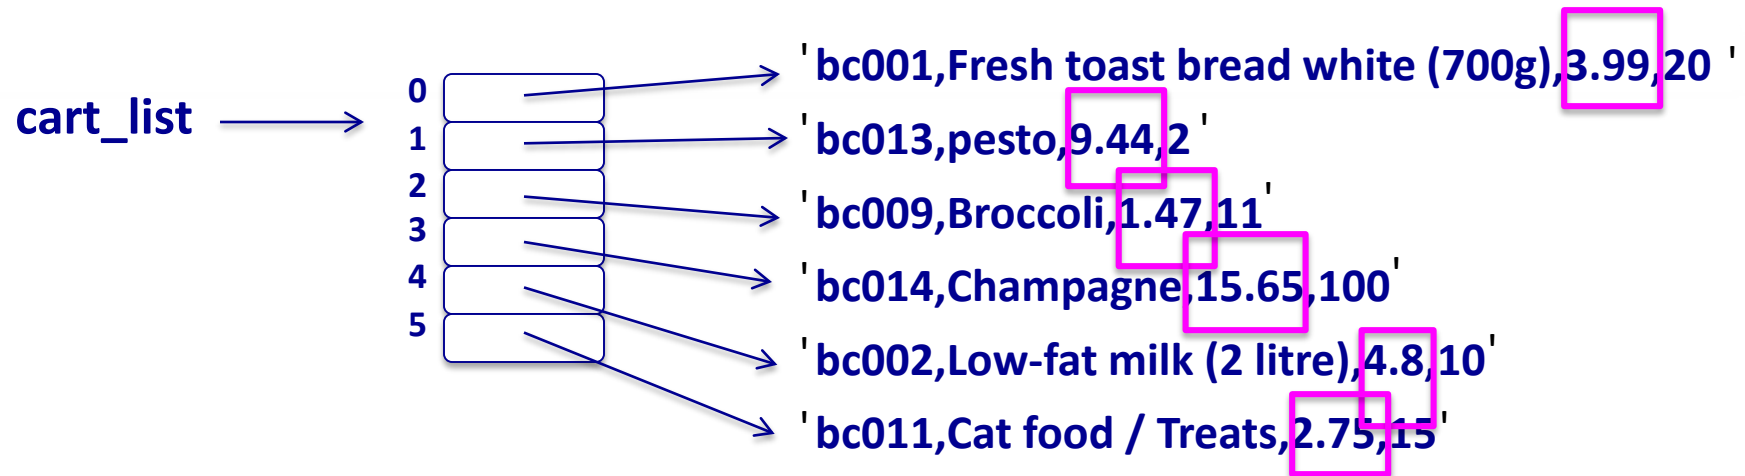 cart_list
0
1
2
3
4
5
'bc001,Fresh toast bread white (700g),3.99,20 '
'bc013,pesto,9.44,2 '
'bc009,Broccoli,1.47,11'
'bc014,Champagne,15.65,100'
'bc002,Low-fat milk (2 litre),4.8,10'
'bc011,Cat food / Treats,2.75,15'